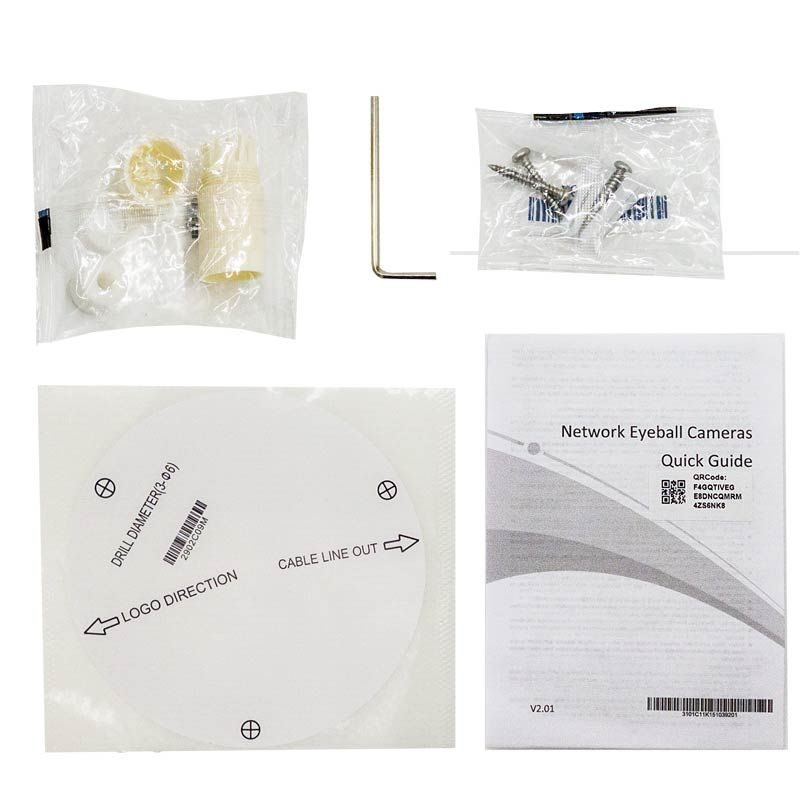 DRILL DIAMETER(3-Φ6)
2902C09M
CABLE LINE OUT
LOGO DIRECTION
Network Eyeball Cameras
Quick Guide
QRCode:
F4GQTIVEG
E8DNCQMRM
4ZS6NK8
V2.01
3101C11K151039201